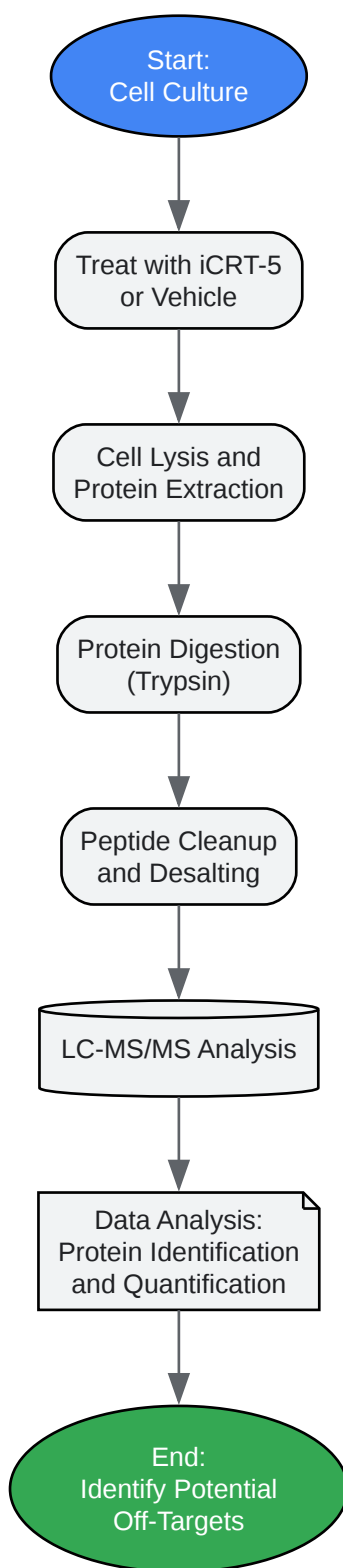 Start:
Cell Culture
Treat with iCRT-5
or Vehicle
Cell Lysis and
Protein Extraction
Protein Digestion
(Trypsin)
Peptide Cleanup
and Desalting
LC-MS/MS Analysis
Data Analysis:
Protein Identification
and Quantification
End:
Identify Potential
Off-Targets